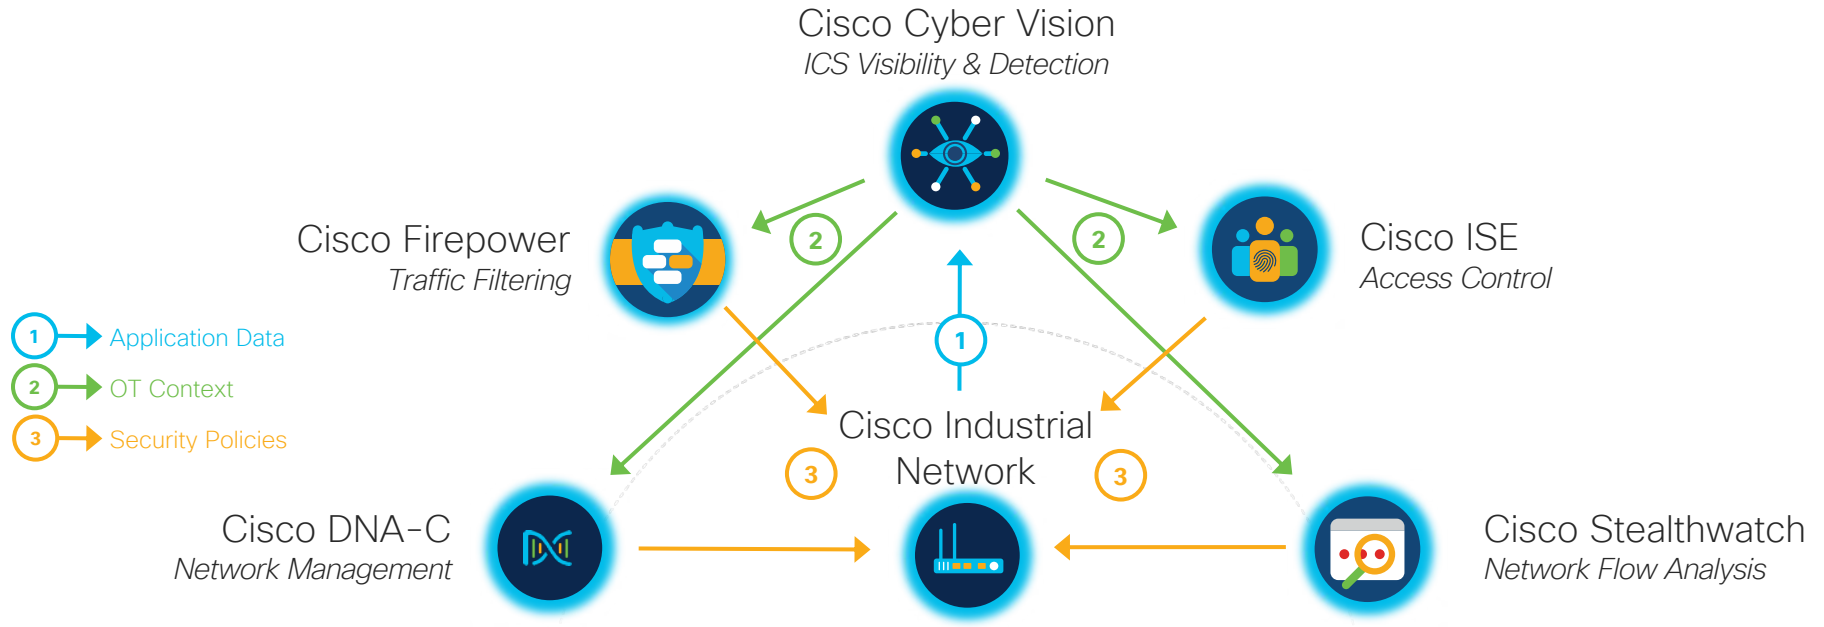 Cisco Cyber Vision
ICS Visibility & Detection
Cisco Firepower
Traffic Filtering
2
2
Cisco ISE
Access Control
1 Application Data
2 OT Context
3 Security Policies
1
Cisco Industrial
Network
3
3
Cisco DNA-C
Network Management
Cisco Stealthwatch
Network Flow Analysis